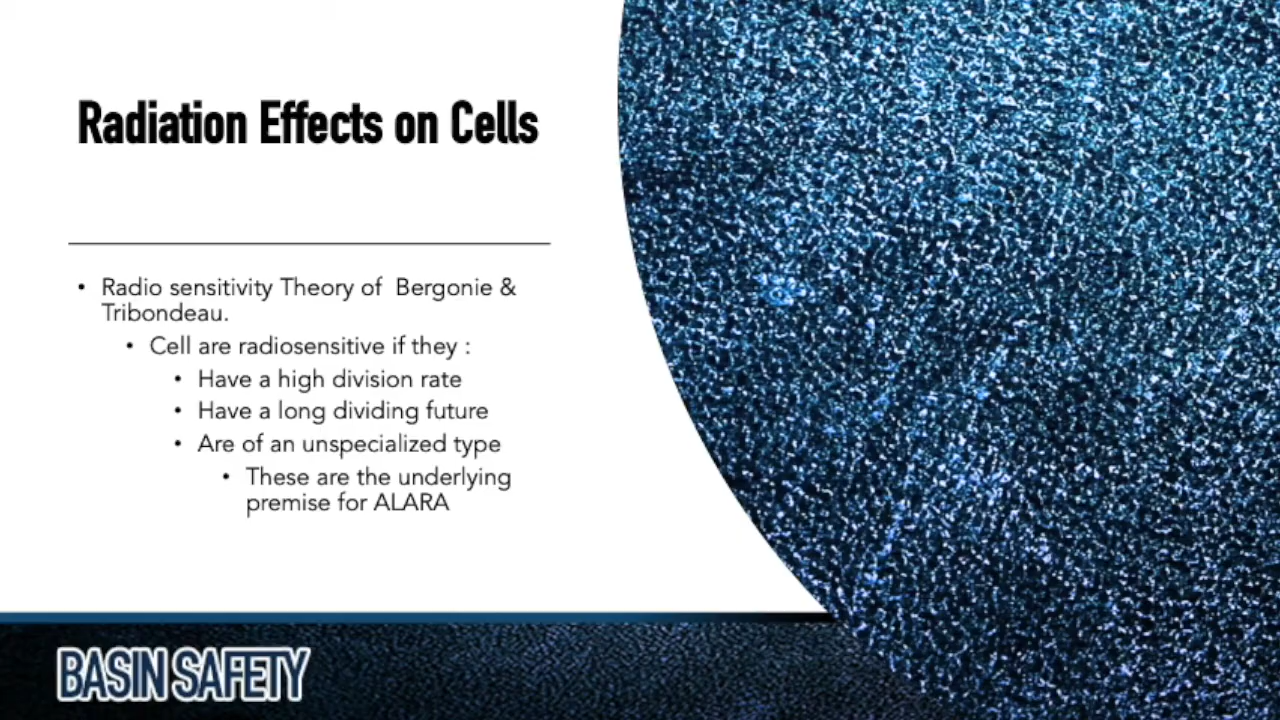 Radiation Effects on Cells
• Radio sensitivity Theory of Bergonie &
Tribondeau.
• Cell are radiosensitive if they :
• Have a high division rate
• Have a long dividing future
• Are of an unspecialized type
• These are the underlying
premise for ALARA
BASIN SAFETY